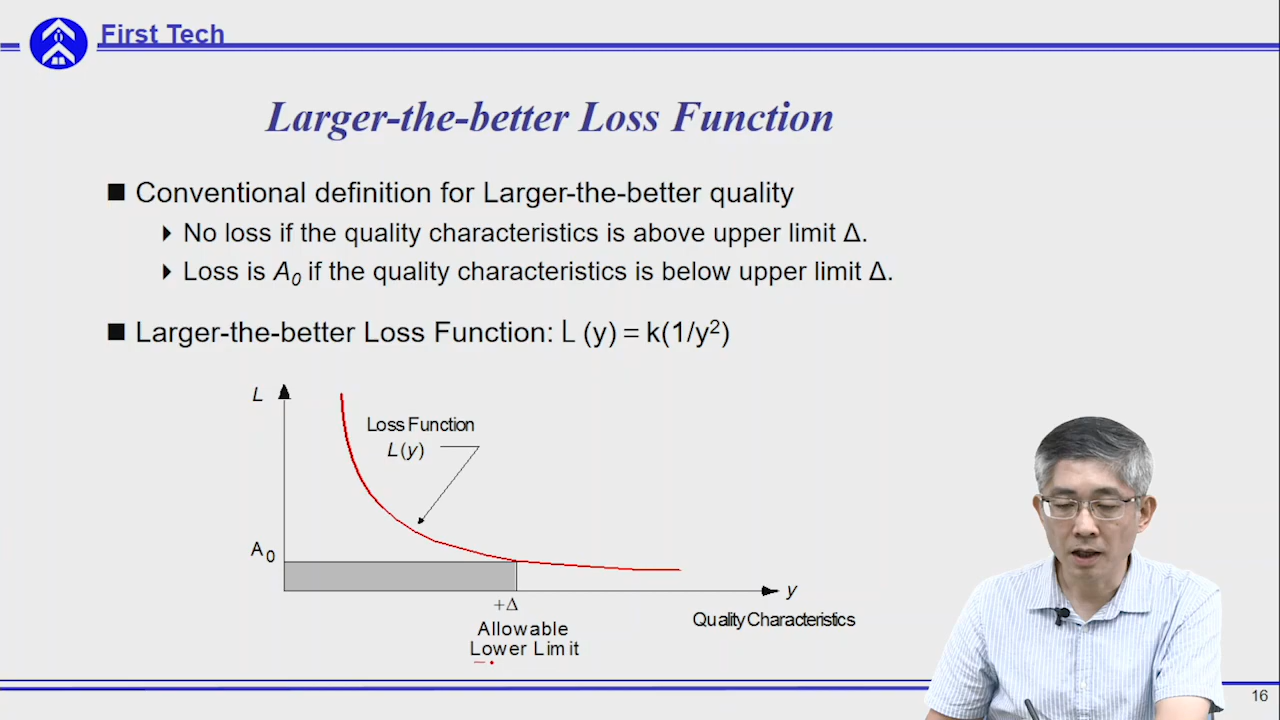 First Tech
Larger-the-better Loss Function
■ Conventional definition for Larger-the-better quality
No loss if the quality characteristics is above upper limit Δ.
Loss is A₀ if the quality characteristics is below upper limit Δ.
■ Larger-the-better Loss Function: L (y) = k(1/y²)
L
Loss Function
L(y)
A₀
y
+Δ
Quality Characteristics
Allowable
Lower Limit
16